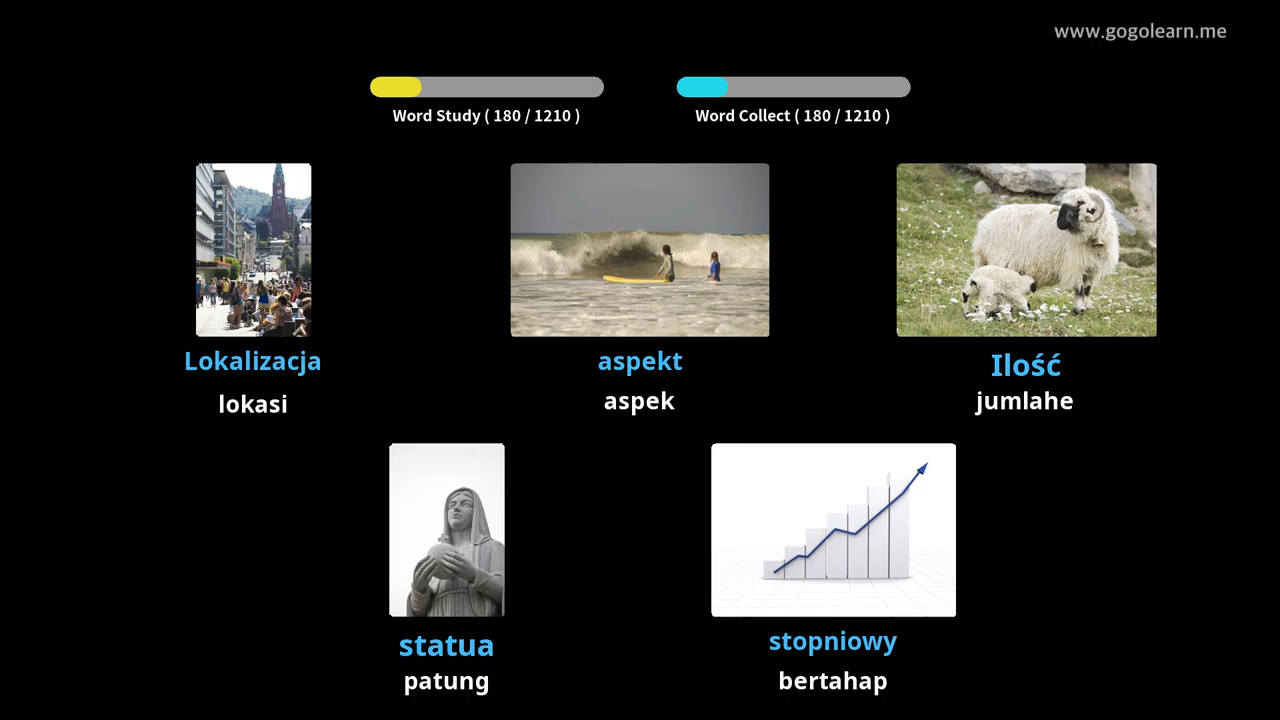 www.gogolearn.me
Word Study ( 180 / 1210 )
Word Collect ( 180 / 1210 )
Lokalizacja
lokasi
aspekt
aspek
Ilość
jumlahe
statua
patung
stopniowy
bertahap